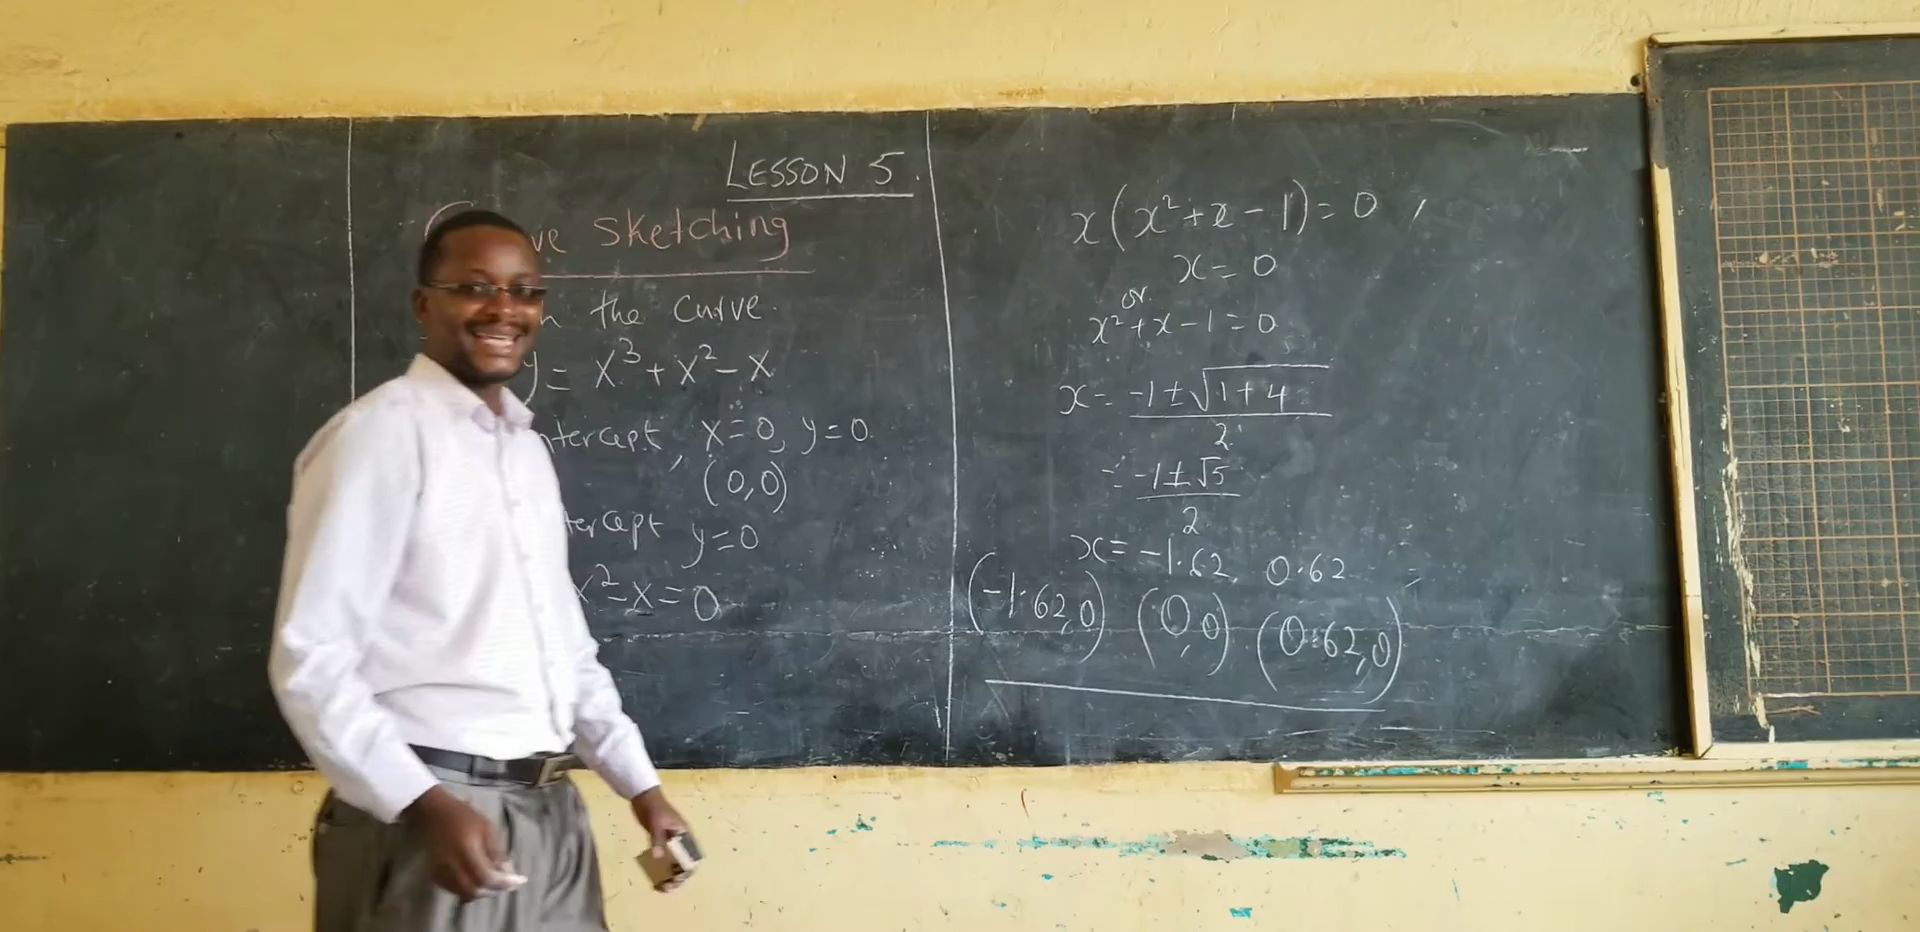 LESSON 5.
ve sketching
the curve.
y = x³ + x² - x
ntercept, x=0, y=0.
(0,0)
tercept y=0
x² - x = 0
x(x² + x - 1) = 0,
x = 0
or
x² + x - 1 = 0
x = -1 ± √1 + 4
2
= -1 ± √5
2
x = -1.62, 0.62
(-1.62,0) (0,0) (0.62,0)